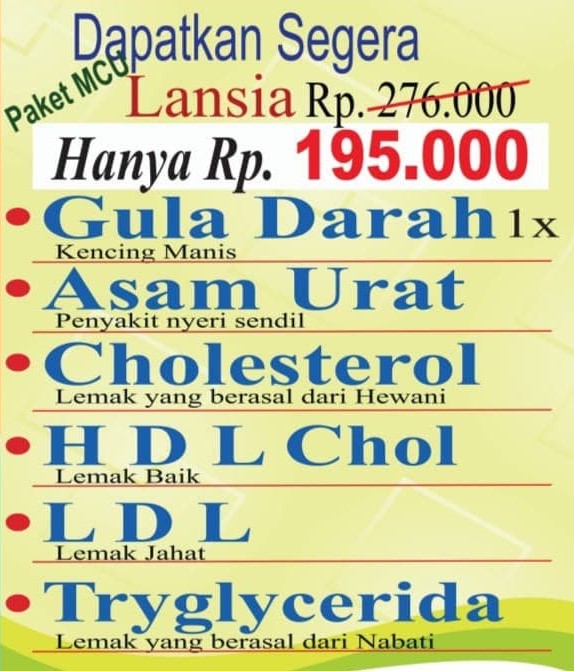 Dapatkan Segera
Paket MCU
Lansia Rp. 276.000
Hanya Rp. 195.000
• Gula Darah 1x
Kencing Manis
• Asam Urat
Penyakit nyeri sendil
• Cholesterol
Lemak yang berasal dari Hewani
• H D L Chol
Lemak Baik
• L D L
Lemak Jahat
• Tryglycerida
Lemak yang berasal dari Nabati